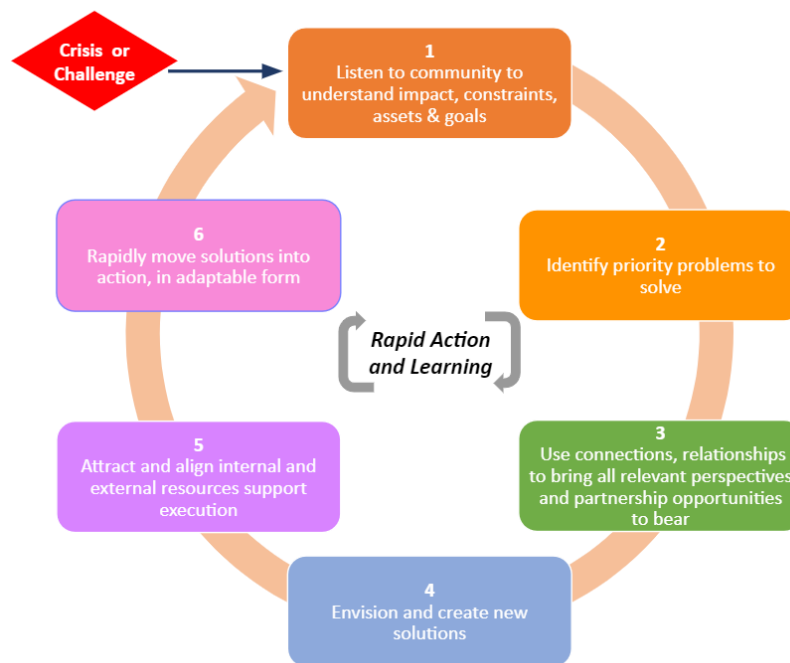 Crisis or
Challenge
1
Listen to community to
understand impact, constraints,
assets & goals
2
Identify priority problems to
solve
3
Use connections, relationships
to bring all relevant perspectives
and partnership opportunities
to bear
4
Envision and create new
solutions
5
Attract and align internal and
external resources support
execution
6
Rapidly move solutions into
action, in adaptable form
Rapid Action
and Learning